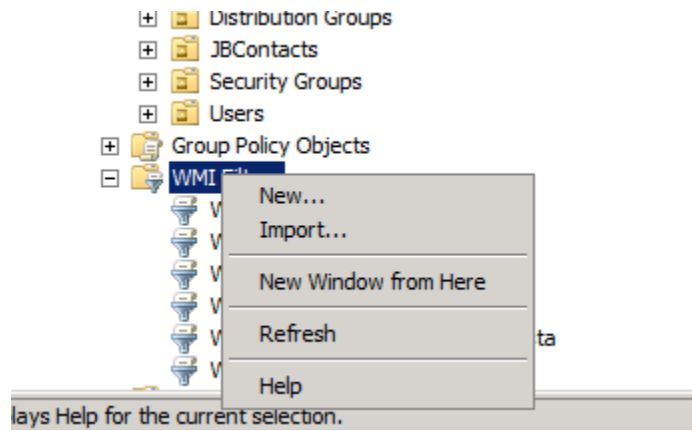 Distribution Groups
JBContacts
Security Groups
Users
Group Policy Objects
WMI
New...
Import...
New Window from Here
Refresh
ta
Help
lays Help for the current selection.